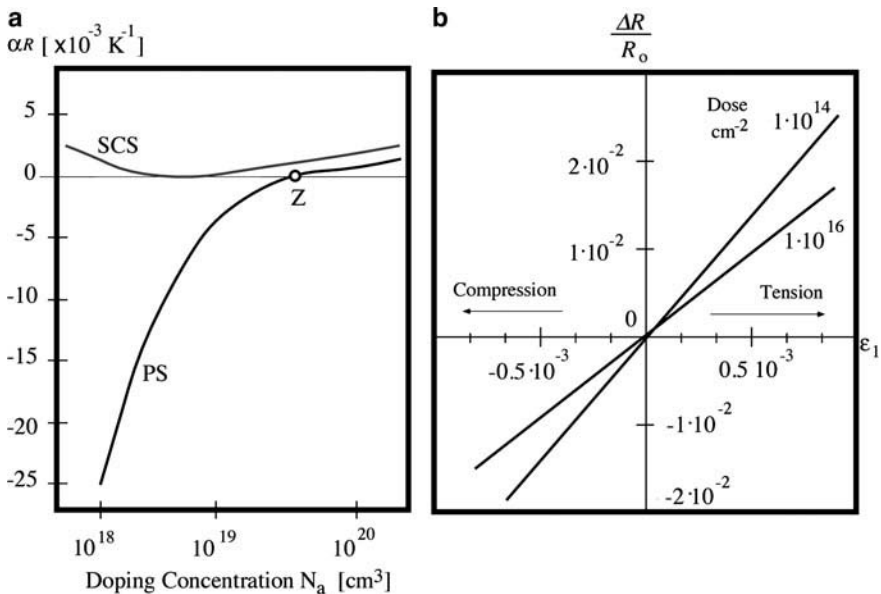 a
αR [ x10⁻³ K⁻¹]
5
SCS
0
Z
-5
-10
-15
PS
-20
-25
10¹⁸
10¹⁹
10²⁰
Doping Concentration Nₐ [cm³]
b
ΔR
Rₒ
Dose
cm⁻²
1·10¹⁴
2·10⁻²
1·10¹⁶
1·10⁻²
Compression
Tension
0
ε₁
-0.5·10⁻³
0.5 10⁻³
-1·10⁻²
-2·10⁻²